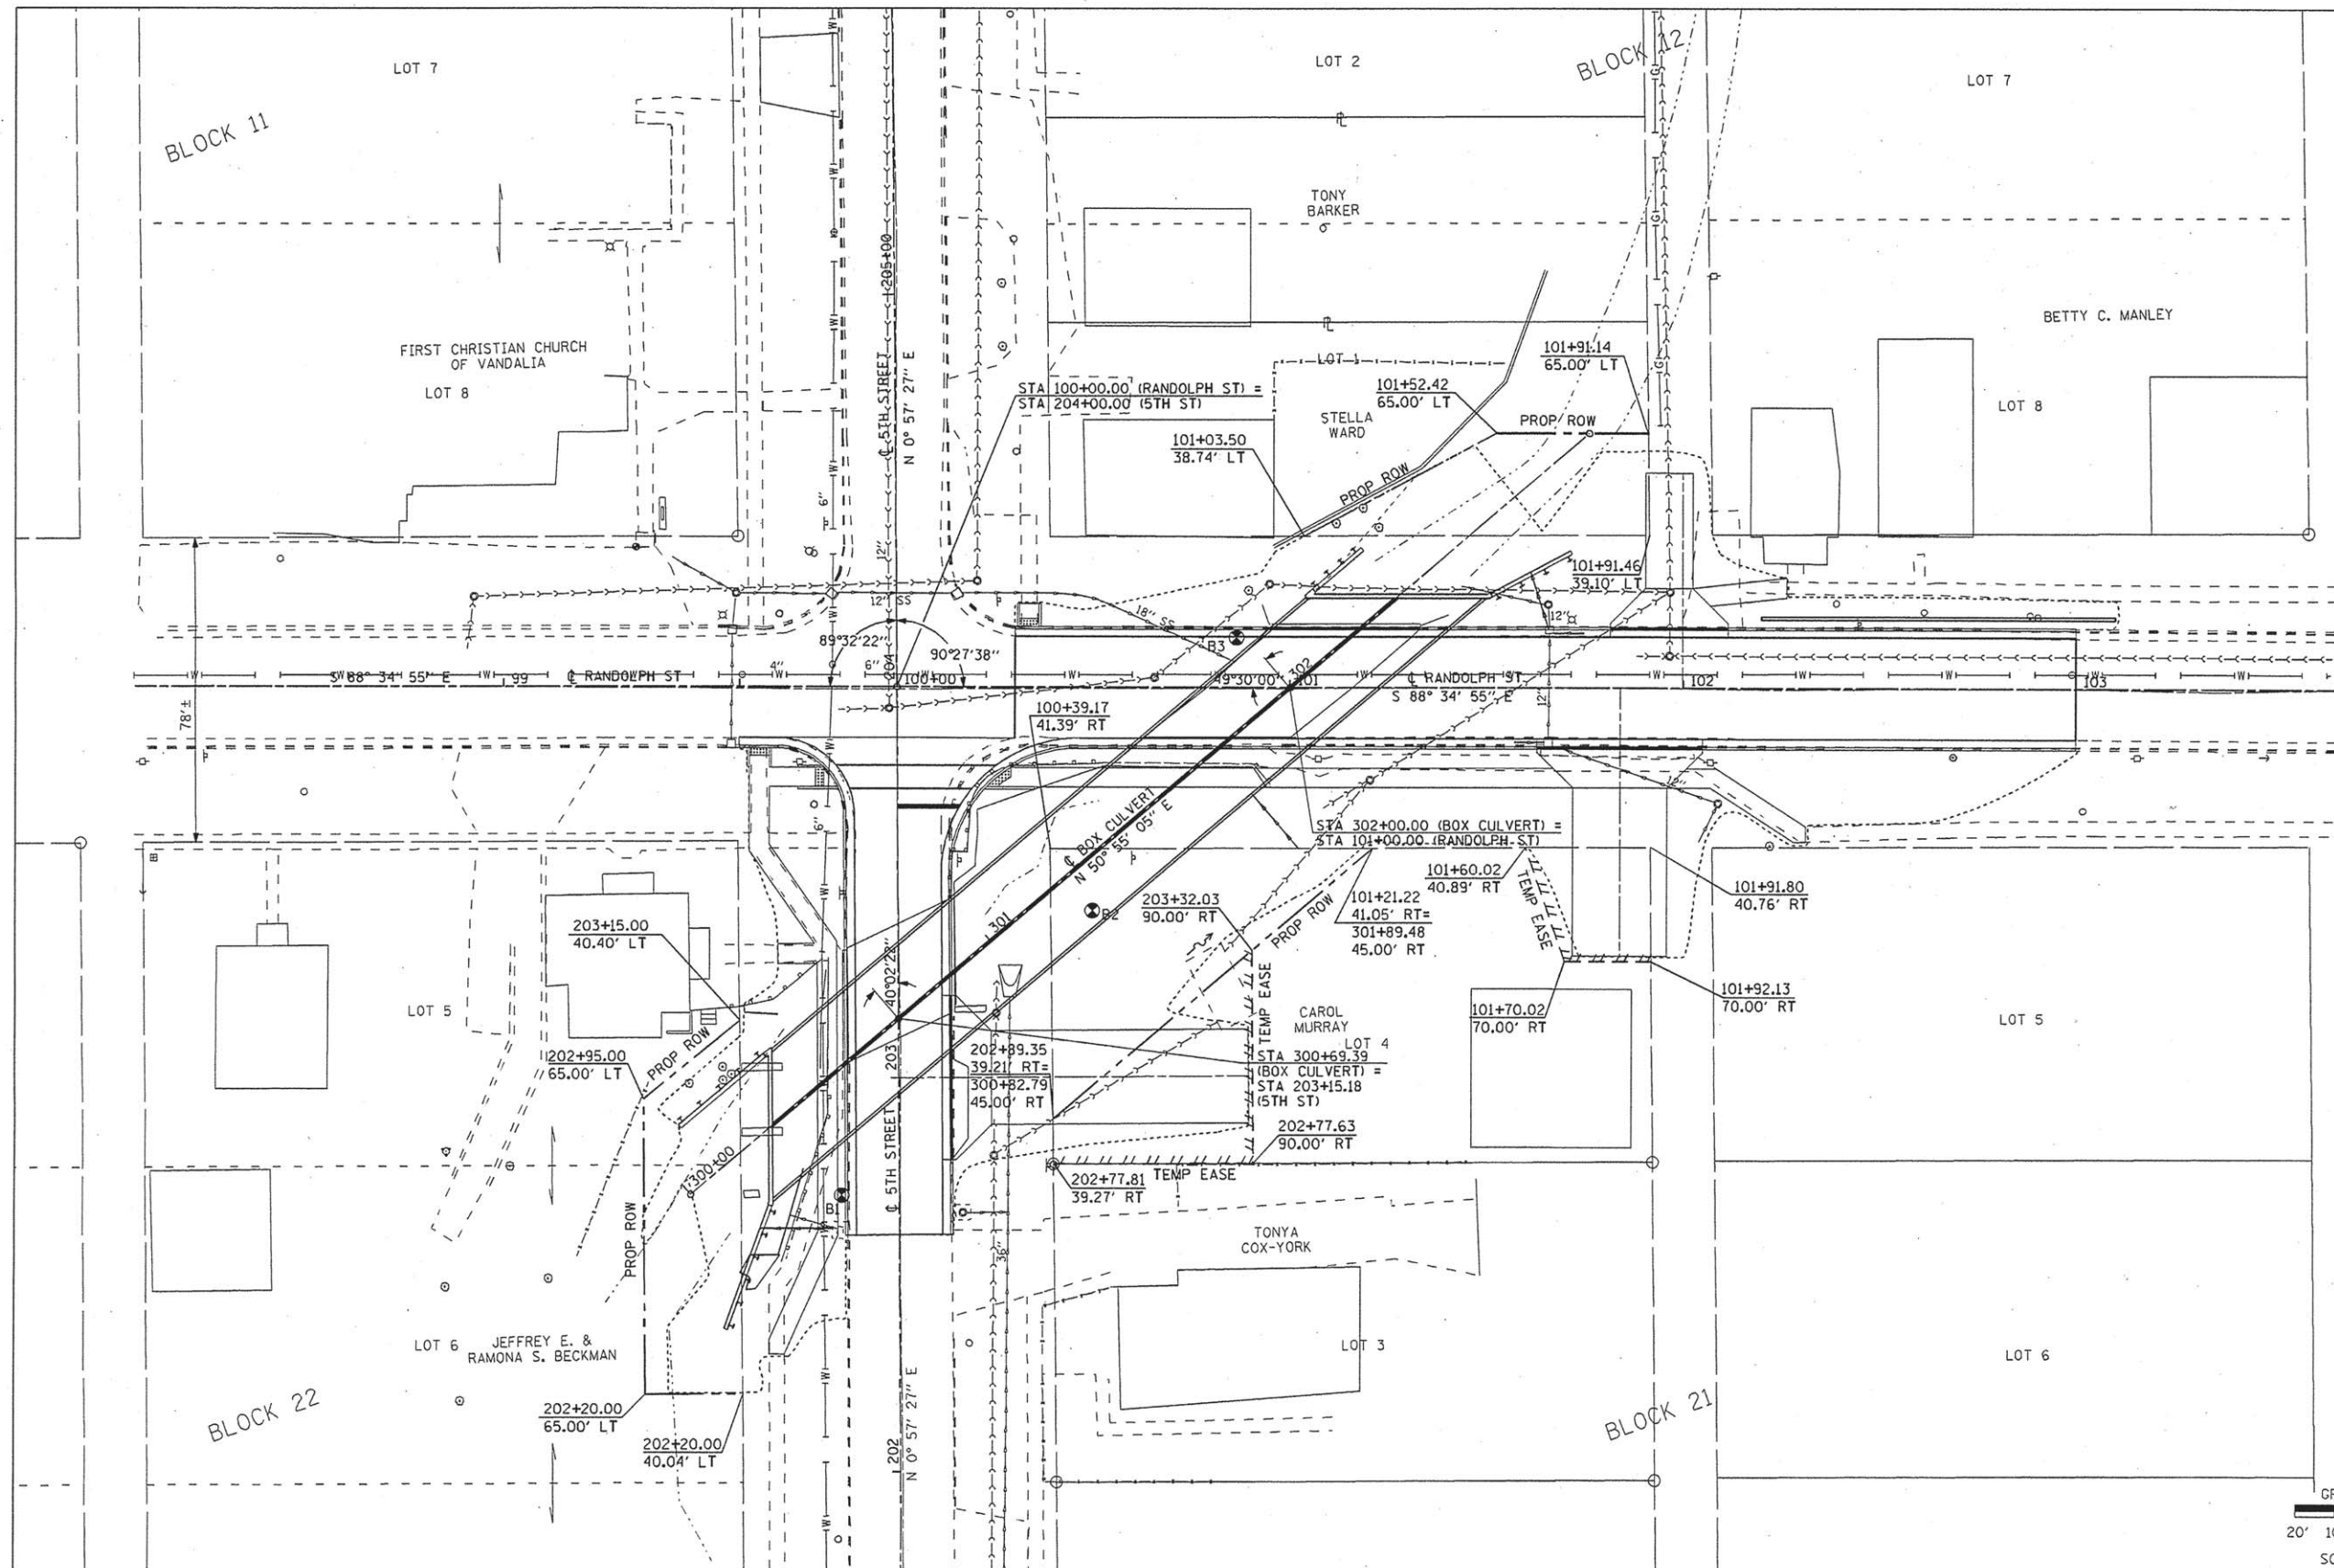 LOT 7
BLOCK 11
LOT 2
BLOCK 12
LOT 7
TONY
BARKER
BETTY C. MANLEY
FIRST CHRISTIAN CHURCH
OF VANDALIA
LOT 8
℄ 5TH STREET
205+00
N 0° 57' 27" E
STA 100+00.00 (RANDOLPH ST) =
STA 204+00.00 (5TH ST)
LOT 1
STELLA
WARD
101+52.42
65.00' LT
101+91.14
65.00' LT
PROP ROW
LOT 8
101+03.50
38.74' LT
PROP ROW
6"
12"
101+91.46
39.10' LT
12" SS
18" SS
12"
89°32'22"
90°27'38"
204
B3
302
S 88° 34' 55" E
99
℄ RANDOLPH ST
4"
6"
100+00
49°30'00"
101
℄ RANDOLPH ST
S 88° 34' 55" E
12"
102
103
78'±
100+39.17
41.39' RT
℄ BOX CULVERT
N 50° 55' 05" E
STA 302+00.00 (BOX CULVERT) =
STA 101+00.00 (RANDOLPH ST)
6"
101+60.02
40.89' RT
TEMP EASE
101+91.80
40.76' RT
203+32.03
90.00' RT
101+21.22
41.05' RT=
301+89.48
45.00' RT
B2
301
PROP ROW
203+15.00
40.40' LT
40°02'22"
TEMP EASE
101+70.02
70.00' RT
101+92.13
70.00' RT
LOT 5
CAROL
MURRAY
LOT 4
LOT 5
202+95.00
65.00' LT
PROP ROW
203
202+89.35
39.21' RT=
300+82.79
45.00' RT
STA 300+69.39
(BOX CULVERT) =
STA 203+15.18
(5TH ST)
202+77.63
90.00' RT
300+00
℄ 5TH STREET
202+77.81
39.27' RT
TEMP EASE
B1
PROP ROW
36"
TONYA
COX-YORK
LOT 6
JEFFREY E. &
RAMONA S. BECKMAN
LOT 3
LOT 6
BLOCK 22
202+20.00
65.00' LT
202+20.00
40.04' LT
202
N 0° 57' 27" E
BLOCK 21
20'